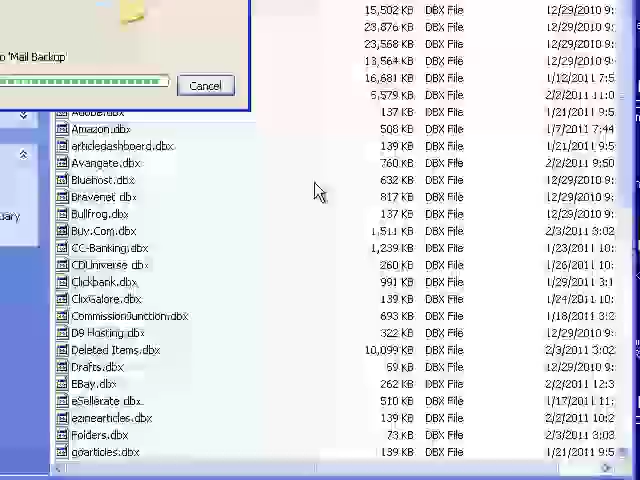 15,502 KB DBX File 12/29/2010 9:
23,876 KB DBX File 12/29/2010 9:
23,568 KB DBX File 12/29/2010 9:
o 'Mail Backup' 13,564 KB DBX File 12/29/2010 9:
Cancel 16,681 KB DBX File 1/12/2011 7:5
5,579 KB DBX File 2/2/2011 11:0
Adobe.dbx 137 KB DBX File 1/21/2011 9:5
Amazon.dbx 508 KB DBX File 1/7/2011 7:44
articledashboard.dbx 139 KB DBX File 1/21/2011 9:5
Avangate.dbx 760 KB DBX File 2/2/2011 9:50
Bluehost.dbx 632 KB DBX File 12/29/2010 9:
Bravenet.dbx 817 KB DBX File 12/29/2010 9:
uary Bullfrog.dbx 137 KB DBX File 12/29/2010 9:
Buy.Com.dbx 1,511 KB DBX File 2/3/2011 3:02
CC-Banking.dbx 1,239 KB DBX File 1/23/2011 10:
CDUniverse.dbx 260 KB DBX File 1/26/2011 10:
Clickbank.dbx 991 KB DBX File 1/29/2011 3:1
ClixGalore.dbx 139 KB DBX File 1/24/2011 10:
CommissionJunction.dbx 693 KB DBX File 1/18/2011 3:2
D9 Hosting.dbx 322 KB DBX File 12/29/2010 9:
Deleted Items.dbx 10,099 KB DBX File 2/3/2011 3:02
Drafts.dbx 59 KB DBX File 12/29/2010 9:
EBay.dbx 262 KB DBX File 2/2/2011 12:3
eSellerate.dbx 510 KB DBX File 1/17/2011 11:
ezinearticles.dbx 139 KB DBX File 2/2/2011 10:2
Folders.dbx 73 KB DBX File 2/3/2011 3:03
goarticles.dbx 139 KB DBX File 1/21/2011 9:5